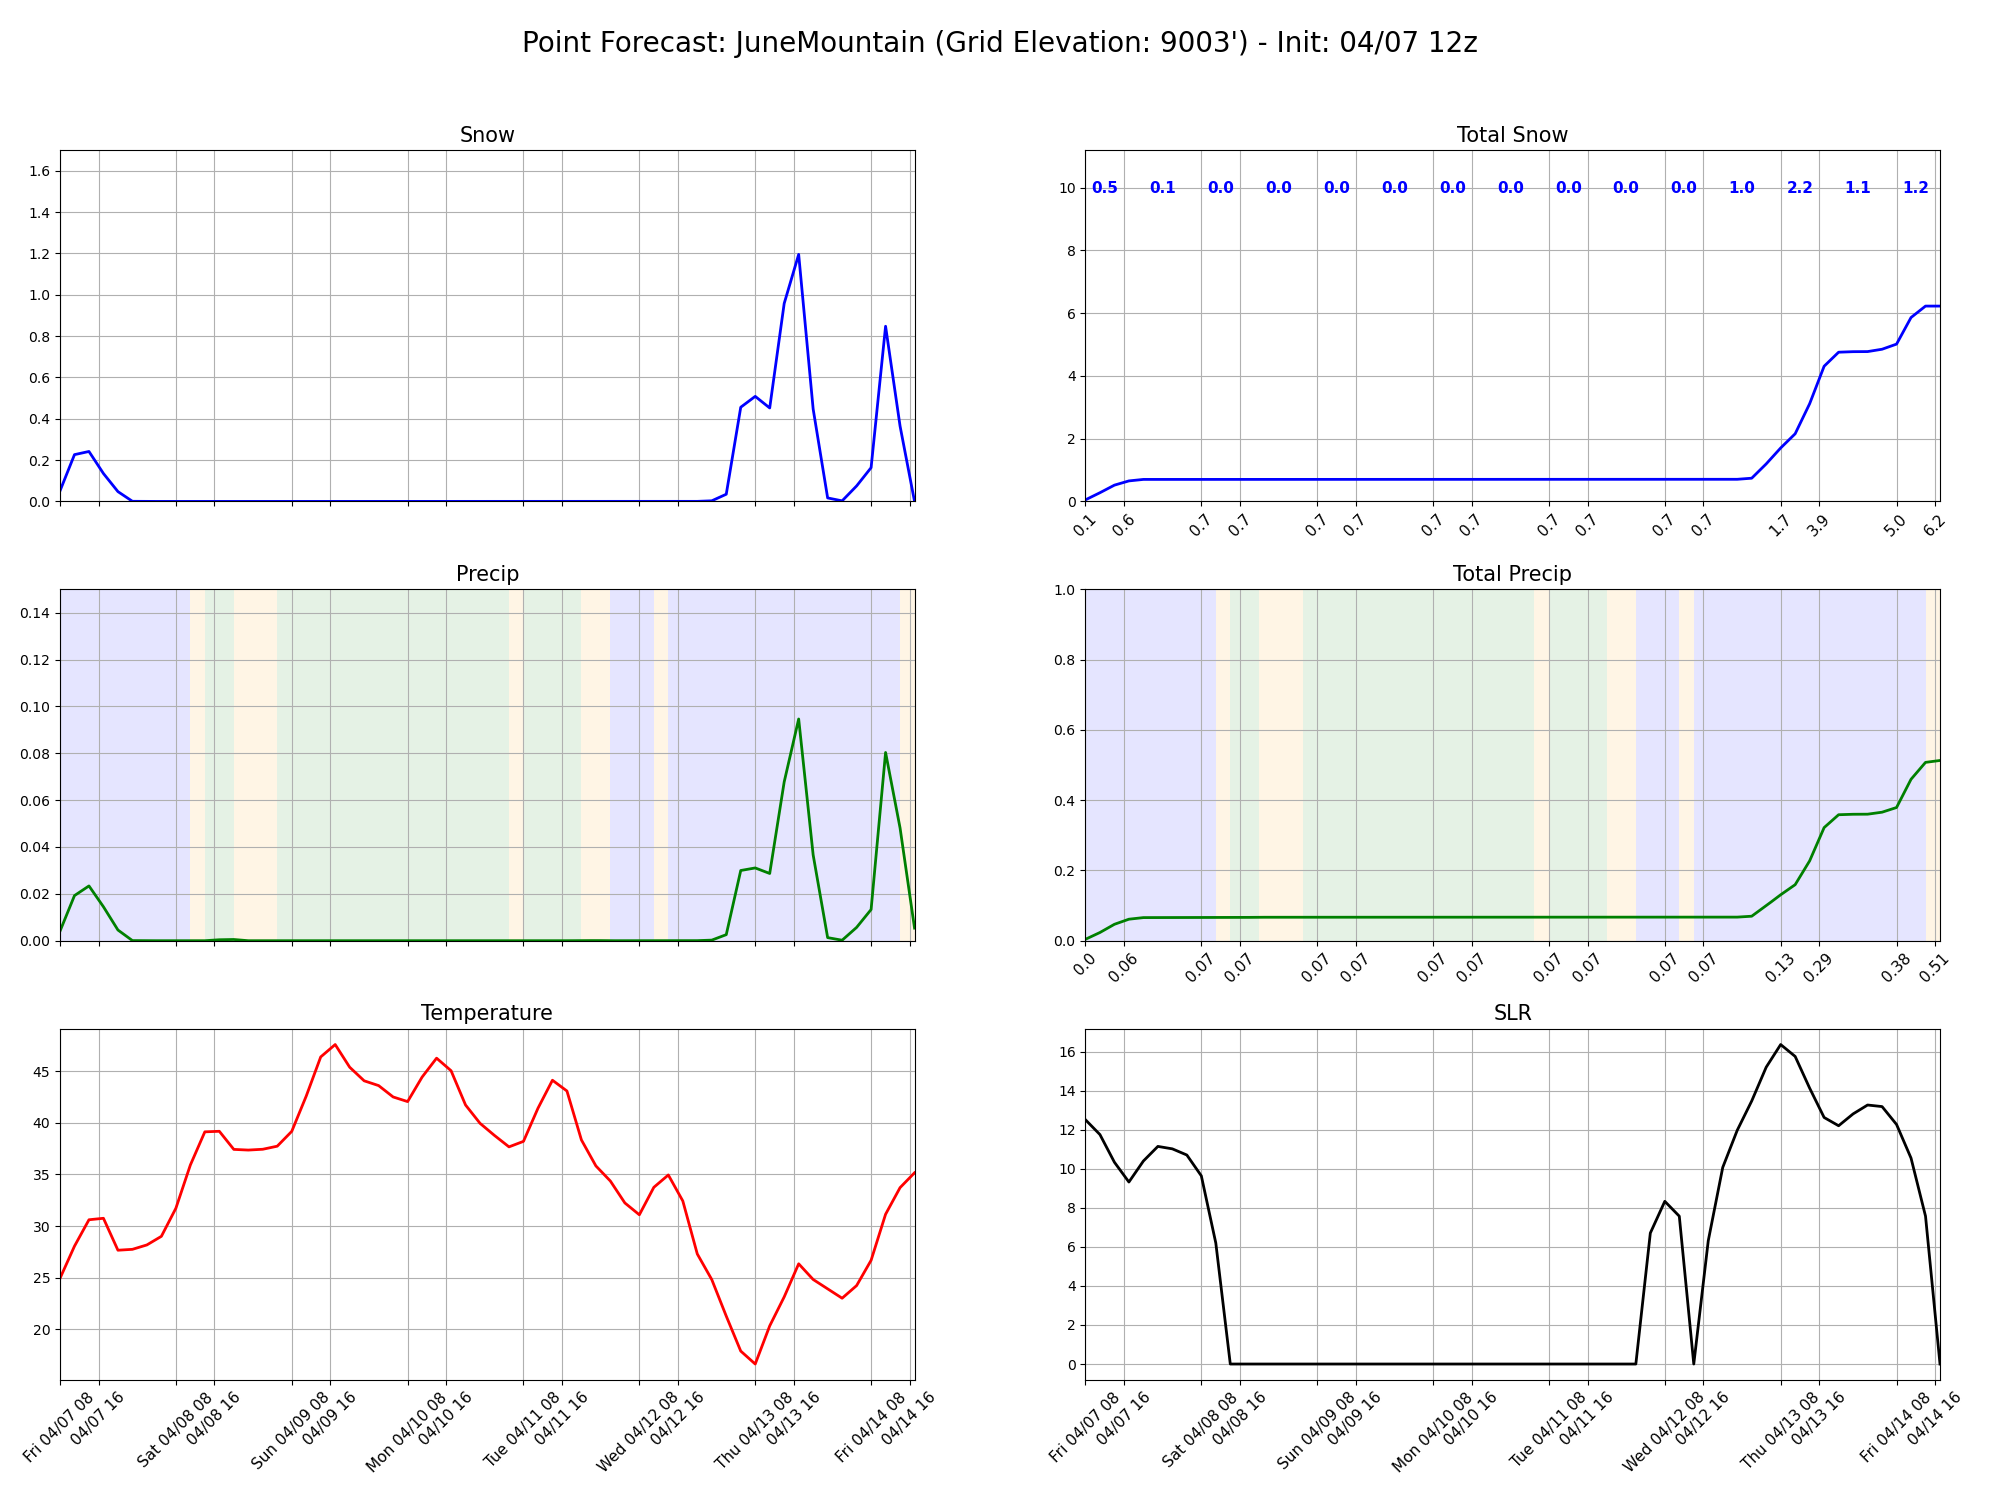 Point Forecast: JuneMountain (Grid Elevation: 9003') - Init: 04/07 12z
Snow
1.6
1.4
1.2
1.0
0.8
0.6
0.4
0.2
0.0
Total Snow
10
8
6
4
2
0
0.5 0.1 0.0 0.0 0.0 0.0 0.0 0.0 0.0 0.0 0.0 1.0 2.2 1.1 1.2
0.1 0.6 0.7 0.7 0.7 0.7 0.7 0.7 0.7 0.7 0.7 0.7 1.7 3.9 5.0 6.2
Precip
0.14
0.12
0.10
0.08
0.06
0.04
0.02
0.00
Total Precip
1.0
0.8
0.6
0.4
0.2
0.0
0.0 0.06 0.07 0.07 0.07 0.07 0.07 0.07 0.07 0.07 0.07 0.07 0.13 0.29 0.38 0.51
Temperature
45
40
35
30
25
20
Fri 04/07 08
04/07 16
Sat 04/08 08
04/08 16
Sun 04/09 08
04/09 16
Mon 04/10 08
04/10 16
Tue 04/11 08
04/11 16
Wed 04/12 08
04/12 16
Thu 04/13 08
04/13 16
Fri 04/14 08
04/14 16
SLR
16
14
12
10
8
6
4
2
0
Fri 04/07 08
04/07 16
Sat 04/08 08
04/08 16
Sun 04/09 08
04/09 16
Mon 04/10 08
04/10 16
Tue 04/11 08
04/11 16
Wed 04/12 08
04/12 16
Thu 04/13 08
04/13 16
Fri 04/14 08
04/14 16